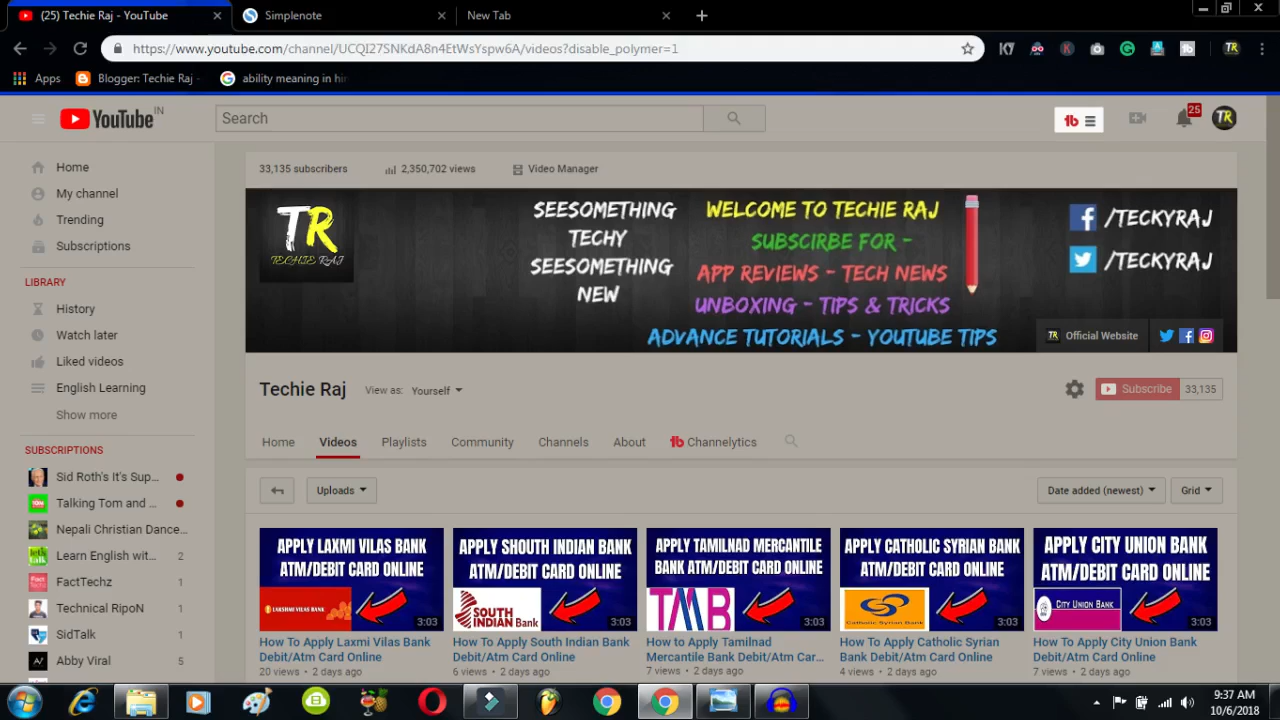 (25) Techie Raj - YouTube
Simplenote
New Tab
https://www.youtube.com/channel/UCQI27SNKdA8n4EtWsYspw6A/videos?disable_polymer=1
Apps
Blogger: Techie Raj -
ability meaning in hin
YouTube IN
Search
tb
25
TR
Home
My channel
Trending
Subscriptions
LIBRARY
History
Watch later
Liked videos
English Learning
Show more
SUBSCRIPTIONS
Sid Roth's It's Sup...
Talking Tom and ...
Nepali Christian Dance...
Learn English wit... 2
FactTechz 1
Technical RipoN 1
SidTalk 1
Abby Viral 5
33,135 subscribers
2,350,702 views
Video Manager
TR
TECHIE RAJ
SEESOMETHING
TECHY
SEESOMETHING
NEW
WELCOME TO TECHIE RAJ
SUBSCIRBE FOR -
APP REVIEWS - TECH NEWS
UNBOXING - TIPS & TRICKS
ADVANCE TUTORIALS - YOUTUBE TIPS
/TECKYRAJ
/TECKYRAJ
TR Official Website
Techie Raj
View as: Yourself
Subscribe 33,135
Home
Videos
Playlists
Community
Channels
About
tb Channelytics
Uploads
Date added (newest)
Grid
APPLY LAXMI VILAS BANK
ATM/DEBIT CARD ONLINE
LAKSHMI VILAS BANK
3:03
How To Apply Laxmi Vilas Bank
Debit/Atm Card Online
20 views • 2 days ago
APPLY SHOUTH INDIAN BANK
ATM/DEBIT CARD ONLINE
SOUTH
INDIAN Bank
3:03
How To Apply South Indian Bank
Debit/Atm Card Online
6 views • 2 days ago
APPLY TAMILNAD MERCANTILE
BANK ATM/DEBIT CARD ONLINE
TMB
3:03
How to Apply Tamilnad
Mercantile Bank Debit/Atm Car...
7 views • 2 days ago
APPLY CATHOLIC SYRIAN BANK
ATM/DEBIT CARD ONLINE
Catholic Syrian Bank
3:03
How To Apply Catholic Syrian
Bank Debit/Atm Card Online
4 views • 2 days ago
APPLY CITY UNION BANK
ATM/DEBIT CARD ONLINE
CITY UNION BANK
3:03
How To Apply City Union Bank
Debit/Atm Card Online
7 views • 2 days ago
9:37 AM
10/6/2018